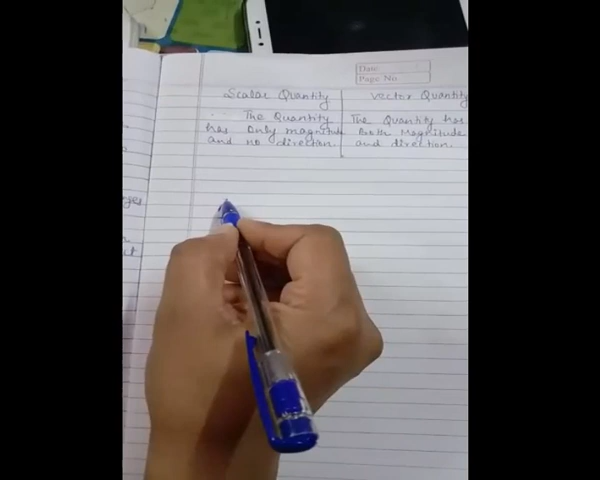 Date
Page No
Scalar Quantity
Vector Quantity
The Quantity
has Only magnitude
and no direction.
The Quantity has
Both Magnitude
and direction.